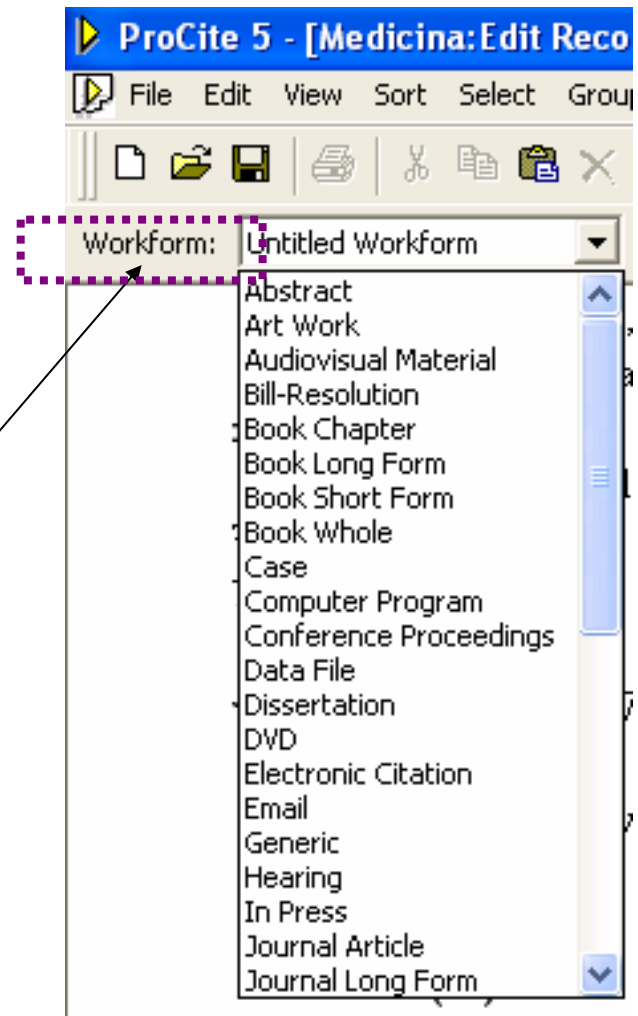 ProCite 5 - [Medicina:Edit Reco
File Edit View Sort Select Grou
Workform: Untitled Workform
Abstract
Art Work
Audiovisual Material
Bill-Resolution
Book Chapter
Book Long Form
Book Short Form
Book Whole
Case
Computer Program
Conference Proceedings
Data File
Dissertation
DVD
Electronic Citation
Email
Generic
Hearing
In Press
Journal Article
Journal Long Form